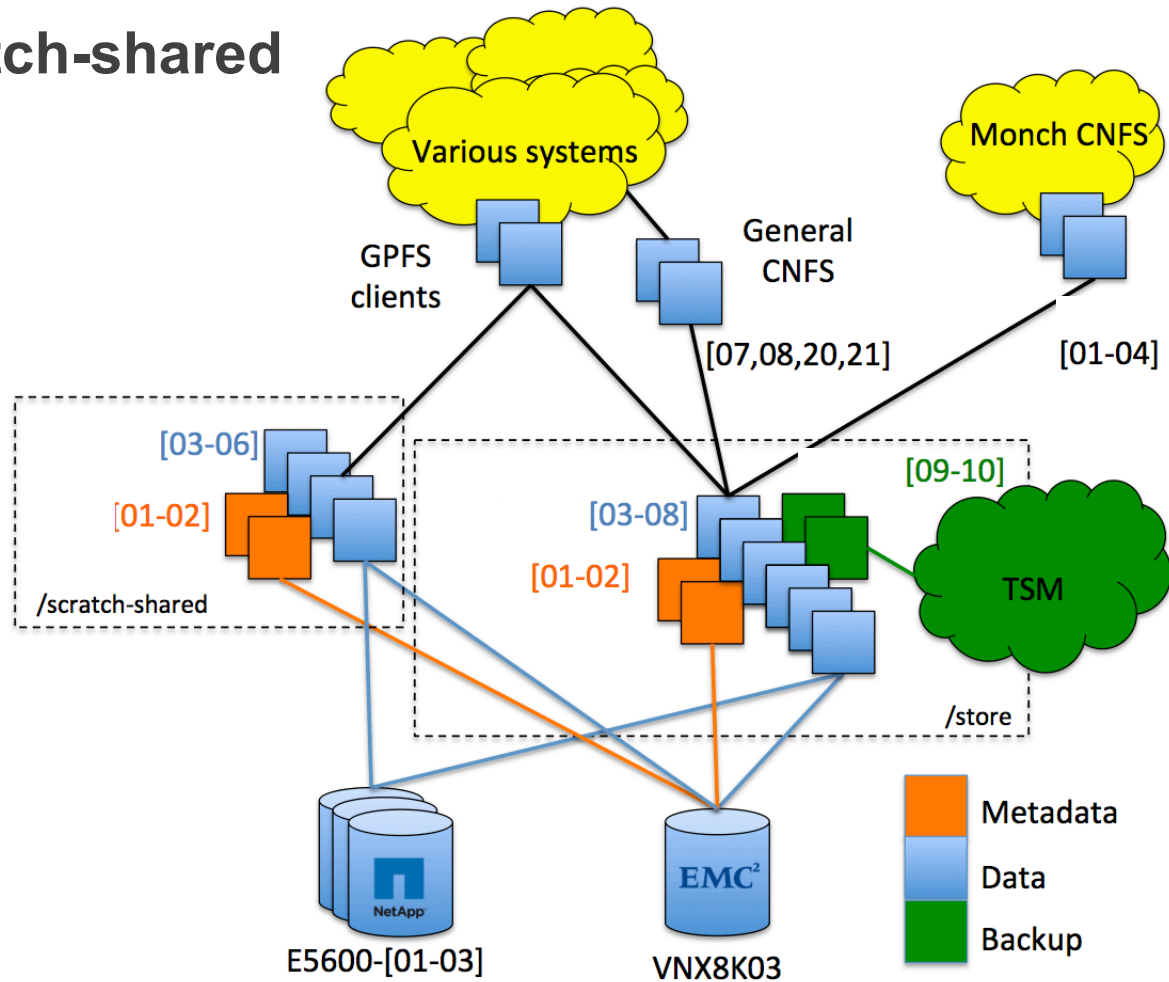 tch-shared
Various systems
Monch CNFS
GPFS
clients
General
CNFS
[07,08,20,21]
[01-04]
[03-06]
[01-02]
/scratch-shared
[03-08]
[01-02]
[09-10]
TSM
/store
NetApp
E5600-[01-03]
EMC²
VNX8K03
Metadata
Data
Backup